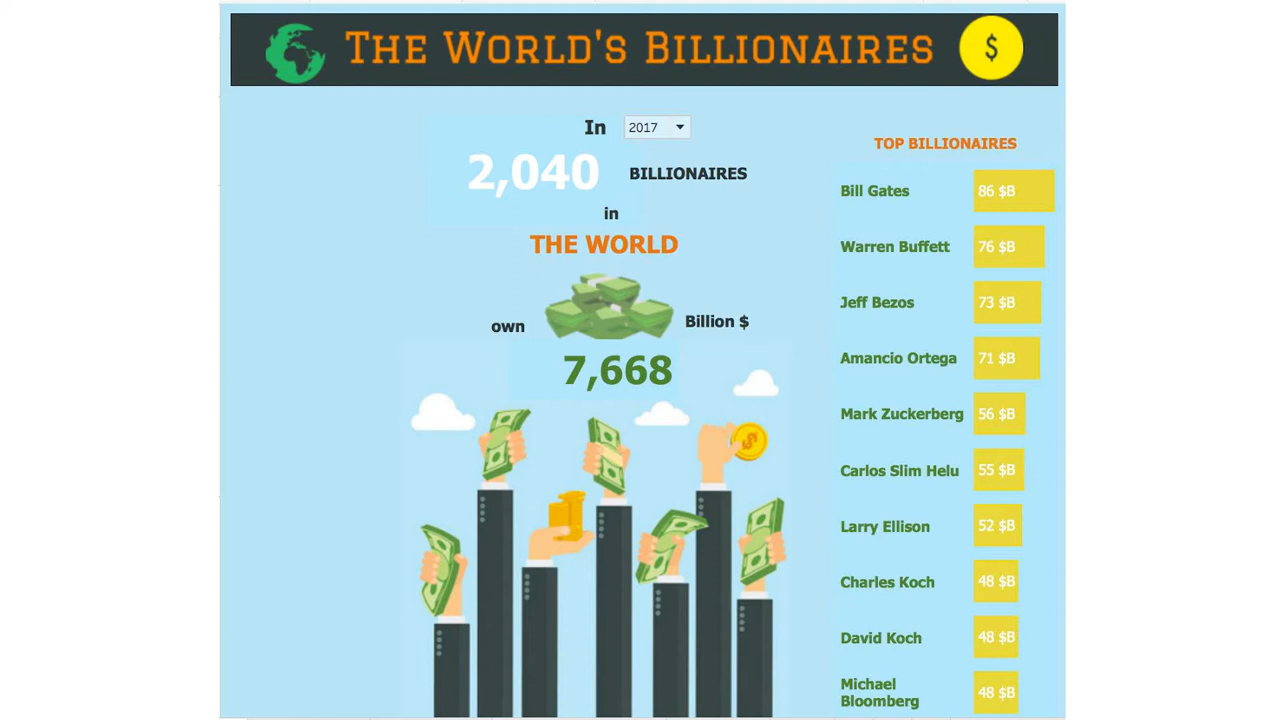 THE WORLD'S BILLIONAIRES
$
In 2017
2,040 BILLIONAIRES
in
THE WORLD
own Billion $
7,668
TOP BILLIONAIRES
Bill Gates 86 $B
Warren Buffett 76 $B
Jeff Bezos 73 $B
Amancio Ortega 71 $B
Mark Zuckerberg 56 $B
Carlos Slim Helu 55 $B
Larry Ellison 52 $B
Charles Koch 48 $B
David Koch 48 $B
Michael
Bloomberg 48 $B